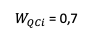 W_QCi = 0,7